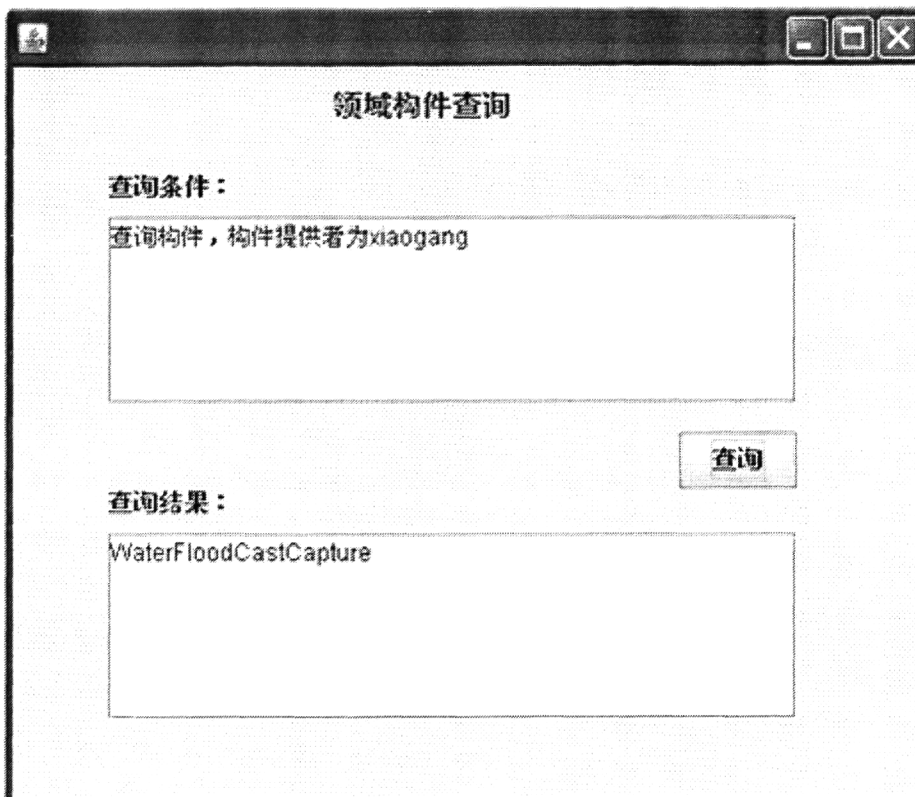 领域构件查询
查询条件：
查询构件，构件提供者为xiaogang
查询
查询结果：
WaterFloodCastCapture